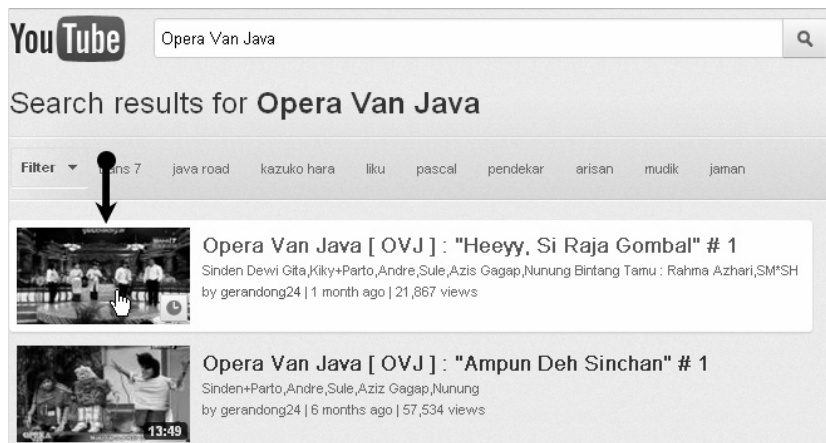 YouTube
Opera Van Java
Search results for Opera Van Java
Filter 7 java road kazuko hara liku pascal pendekar arisan mudik jaman
Opera Van Java [ OVJ ] : "Heeyy, Si Raja Gombal" # 1
Sinden Dewi Gita,Kiky+Parto,Andre,Sule,Azis Gagap,Nunung Bintang Tamu : Rahma Azhari,SM*SH
by gerandong24 | 1 month ago | 21,867 views
Opera Van Java [ OVJ ] : "Ampun Deh Sinchan" # 1
Sinden+Parto,Andre,Sule,Aziz Gagap,Nunung
by gerandong24 | 6 months ago | 57,534 views
13:49